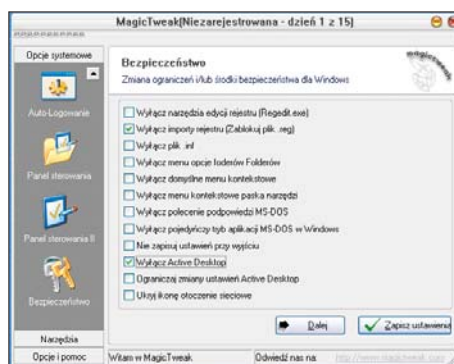 MagicTweak(Niezarejestrowana - dzień 1 z 15)
Opcje systemowe
Auto-Logowanie
Panel sterowania
Panel sterowania II
Bezpieczeństwo
Narzędzia
Opcje i pomoc
Bezpieczeństwo
Zmiana ograniczeń i/lub środki bezpieczeństwa dla Windows
magictweak
Wyłącz narzędzia edycji rejestru (Regedit.exe)
Wyłącz importy rejestru (Zablokuj plik .reg)
Wyłącz plik .inf
Wyłącz menu opcje foderów Folderów
Wyłącz domyślne menu kontekstowe
Wyłącz menu kontekstowe paska narzędzi
Wyłącz polecenie podpowiedzi MS-DOS
Wyłącz pojedyńczy tryb aplikacji MS-DOS w Windows
Nie zapisuj ustawień przy wyjściu
Wyłącz Active Desktop
Ograniczaj zmiany ustawień Active Desktop
Ukryj ikonę otoczenie sieciowe
Dalej
Zapisz ustawienia
Witam w MagicTweak
Odwiedź nas na: